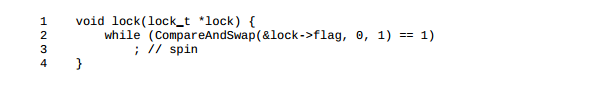 1 void lock(lock_t *lock) {
2 while (CompareAndSwap(&lock->flag, 0, 1) == 1)
3 ; // spin
4 }